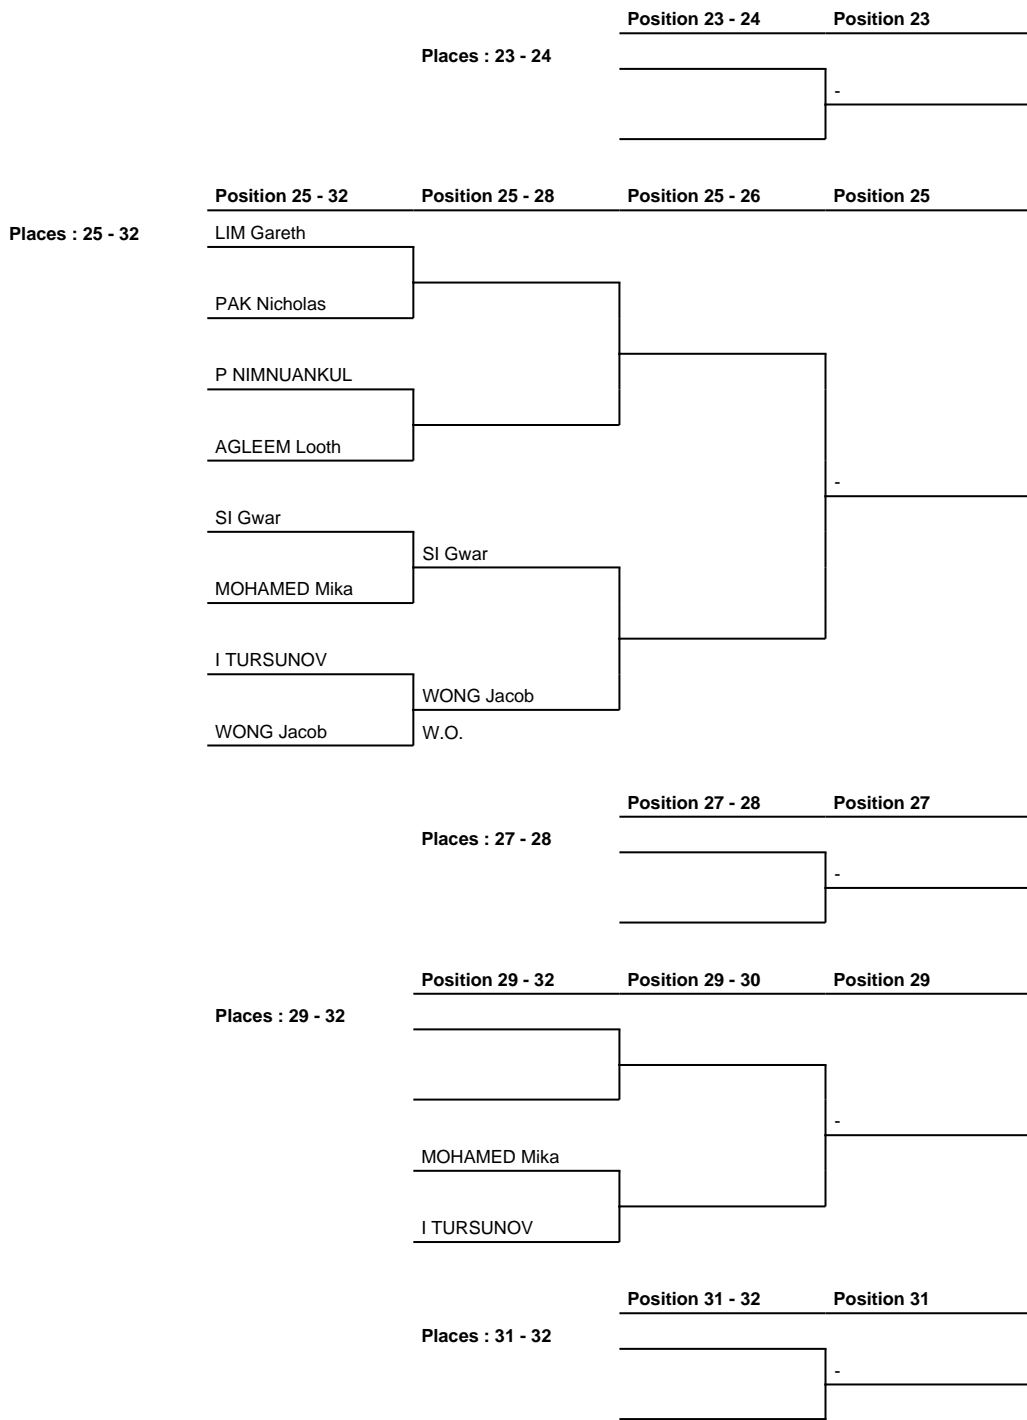 Position 23 - 24 Position 23
Places : 23 - 24
-
Position 25 - 32 Position 25 - 28 Position 25 - 26 Position 25
Places : 25 - 32 LIM Gareth
PAK Nicholas
P NIMNUANKUL
AGLEEM Looth
-
SI Gwar
SI Gwar
MOHAMED Mika
I TURSUNOV
WONG Jacob
WONG Jacob W.O.
Position 27 - 28 Position 27
Places : 27 - 28
-
Position 29 - 32 Position 29 - 30 Position 29
Places : 29 - 32
-
MOHAMED Mika
I TURSUNOV
Position 31 - 32 Position 31
Places : 31 - 32
-